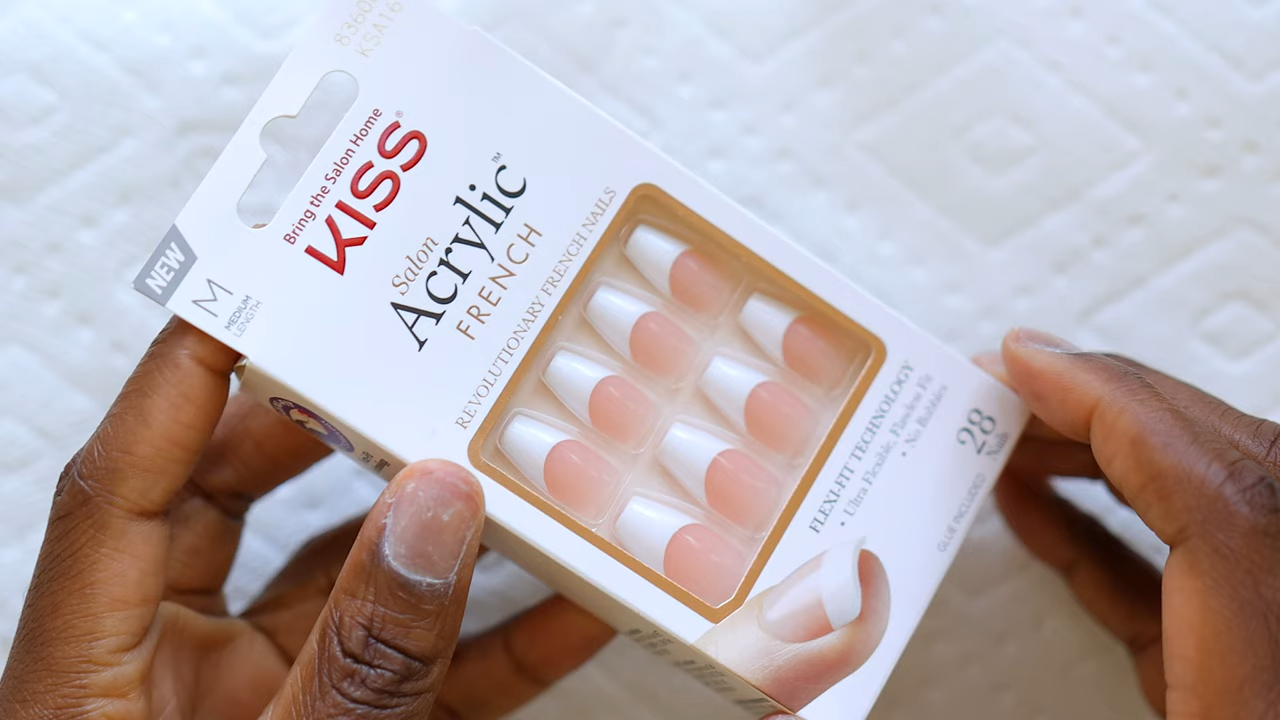 KSA16
NEW
M
MEDIUM
LENGTH
Bring the Salon Home
KISS®
Salon
Acrylic™
FRENCH
REVOLUTIONARY FRENCH NAILS
FLEXI-FIT TECHNOLOGY
• Ultra Flexible, Flawless Fit
• No Bubbles
28
Nails
GLUE INCLUDED